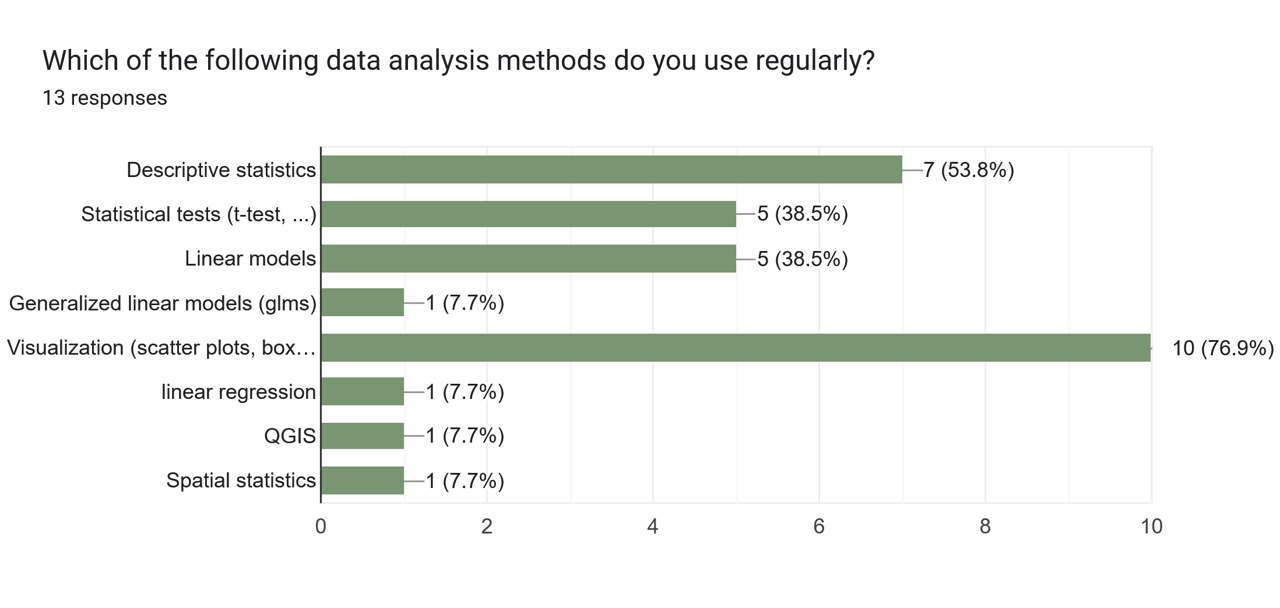 Which of the following data analysis methods do you use regularly?
13 responses
Descriptive statistics 7 (53.8%)
Statistical tests (t-test, ...) 5 (38.5%)
Linear models 5 (38.5%)
Generalized linear models (glms) 1 (7.7%)
Visualization (scatter plots, box… 10 (76.9%)
linear regression 1 (7.7%)
QGIS 1 (7.7%)
Spatial statistics 1 (7.7%)
0 2 4 6 8 10